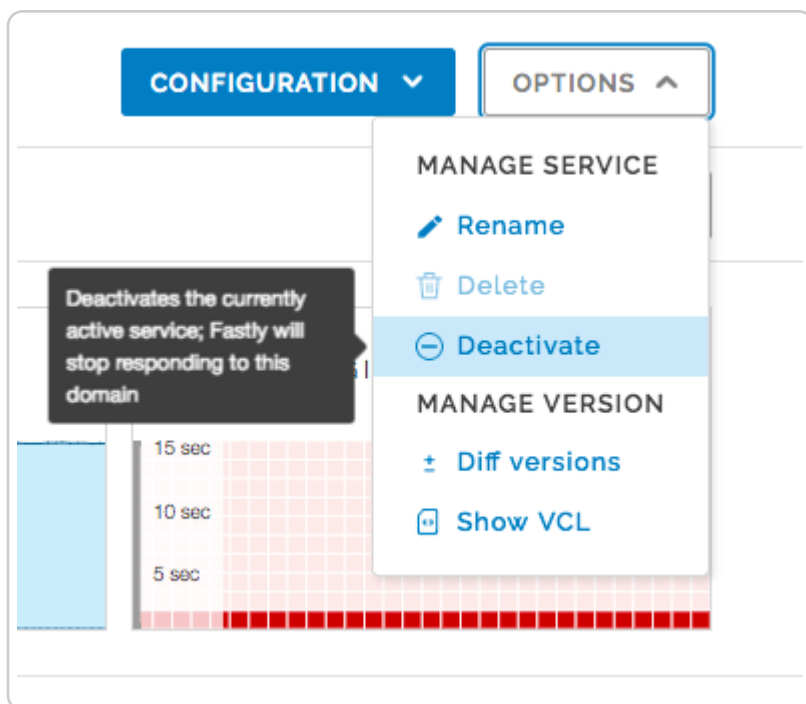 CONFIGURATION
OPTIONS
MANAGE SERVICE
Rename
Delete
Deactivate
Deactivates the currently
active service; Fastly will
stop responding to this
domain
MANAGE VERSION
Diff versions
Show VCL
15 sec
10 sec
5 sec